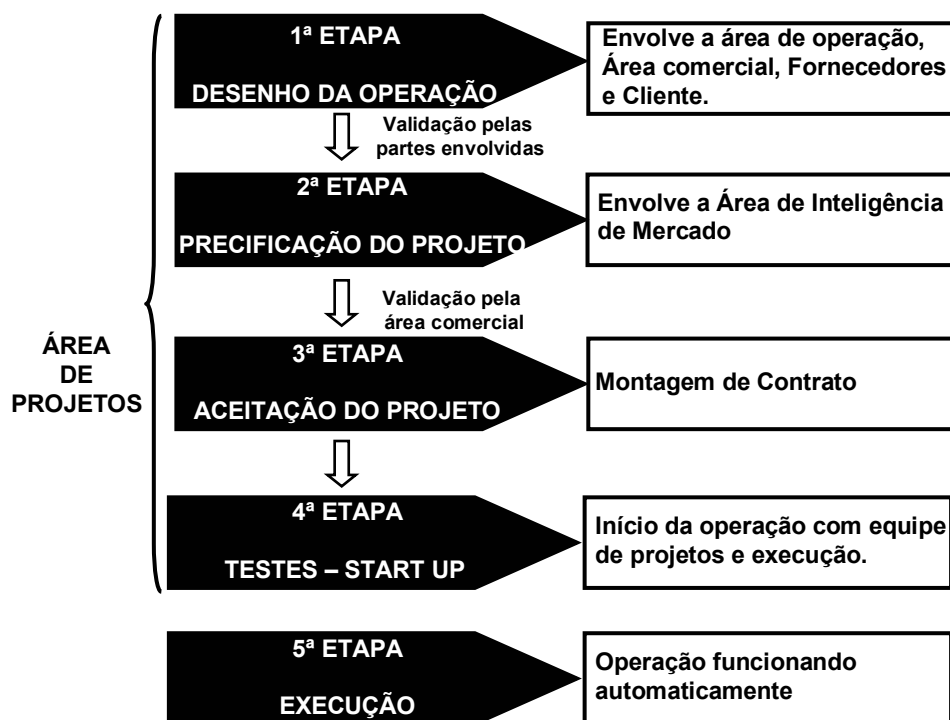 1ª ETAPA
DESENHO DA OPERAÇÃO
Envolve a área de operação,
Área comercial, Fornecedores
e Cliente.
Validação pelas
partes envolvidas
2ª ETAPA
PRECIFICAÇÃO DO PROJETO
Envolve a Área de Inteligência
de Mercado
Validação pela
área comercial
ÁREA
DE
PROJETOS
3ª ETAPA
ACEITAÇÃO DO PROJETO
Montagem de Contrato
4ª ETAPA
TESTES – START UP
Início da operação com equipe
de projetos e execução.
5ª ETAPA
EXECUÇÃO
Operação funcionando
automaticamente